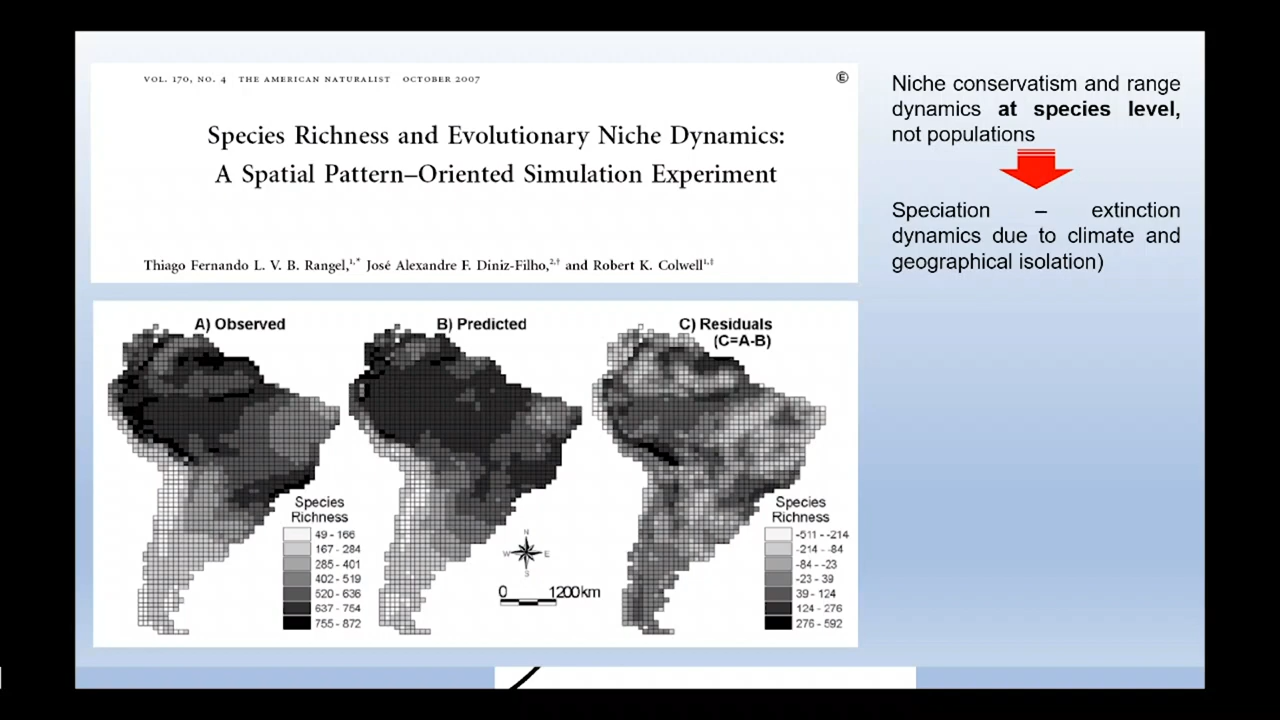 VOL. 170, NO. 4 THE AMERICAN NATURALIST OCTOBER 2007
Ⓔ
Species Richness and Evolutionary Niche Dynamics:
A Spatial Pattern–Oriented Simulation Experiment
Thiago Fernando L. V. B. Rangel,1,* José Alexandre F. Diniz-Filho,2,† and Robert K. Colwell1,‡
Niche conservatism and range
dynamics at species level,
not populations
Speciation – extinction
dynamics due to climate and
geographical isolation)
A) Observed
B) Predicted
C) Residuals
(C=A-B)
Species
Richness
49 - 166
167 - 284
285 - 401
402 - 519
520 - 636
637 - 754
755 - 872
N
W E
S
0 1200km
Species
Richness
-511 - -214
-214 - -84
-84 - -23
-23 - 39
39 - 124
124 - 276
276 - 592